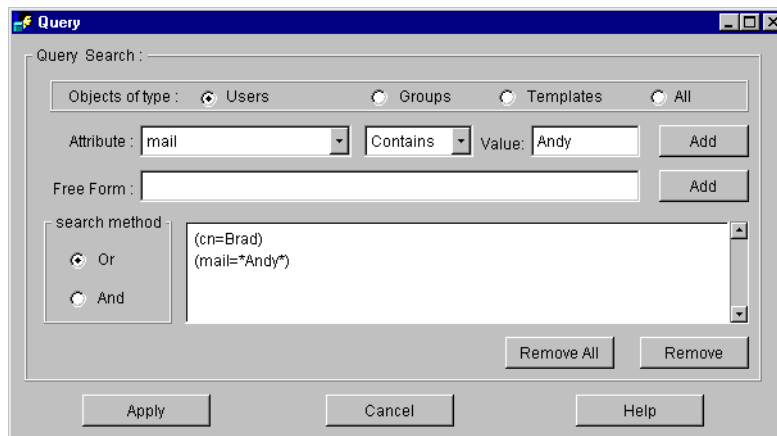 Query
Query Search :
Objects of type : Users Groups Templates All
Attribute : mail Contains Value: Andy Add
Free Form : Add
search method
Or
And
(cn=Brad)
(mail=*Andy*)
Remove All Remove
Apply Cancel Help